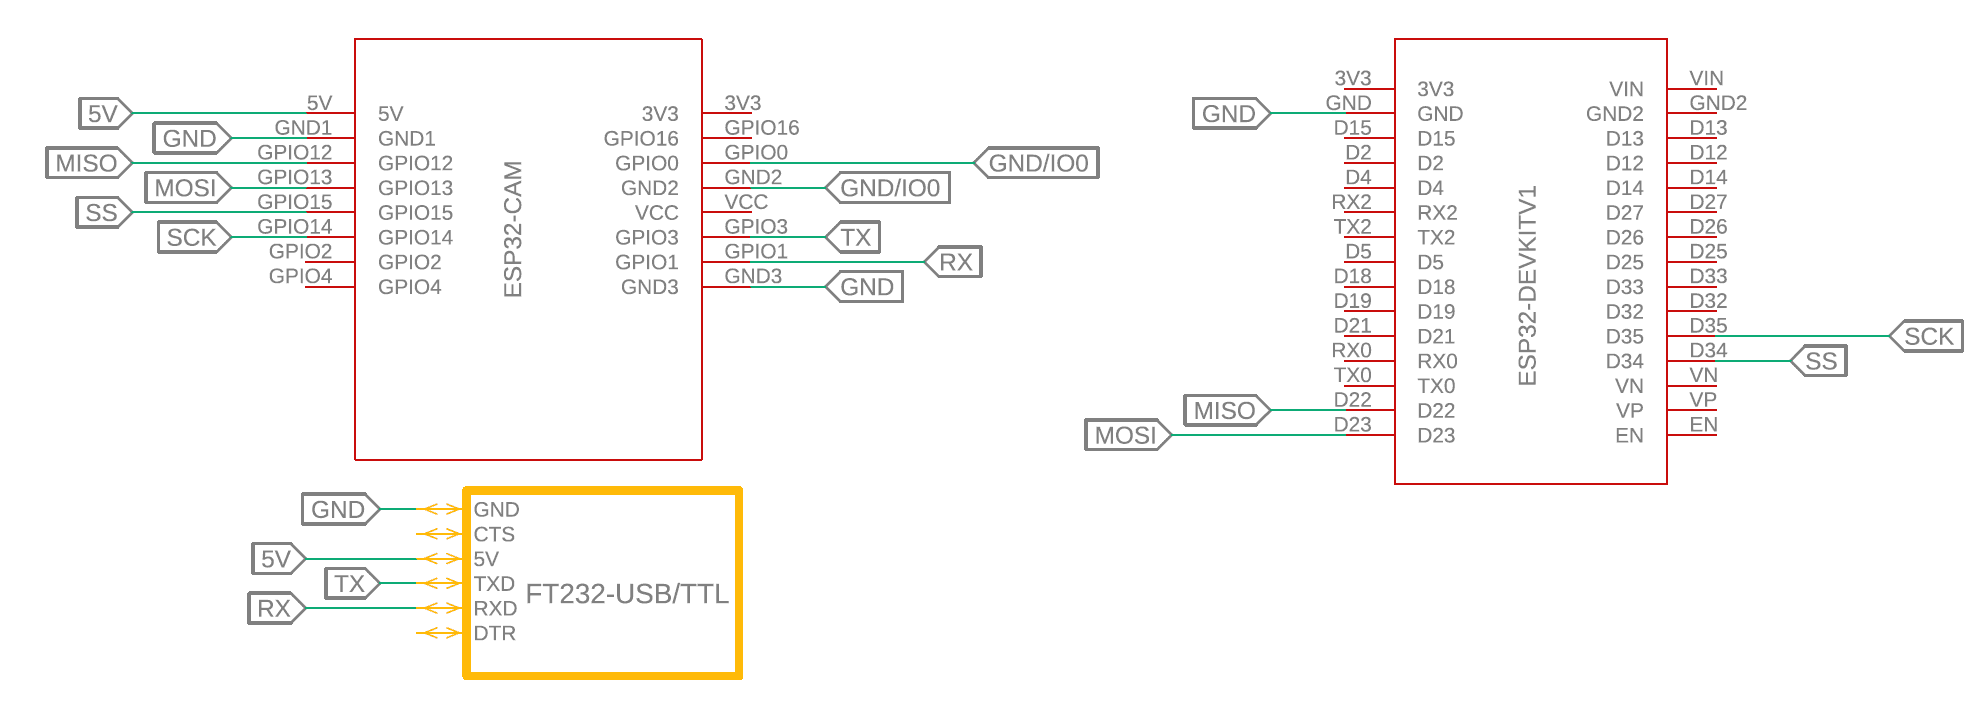 5V 5V 5V 3V3 3V3
GND GND1 GND1 GPIO16 GPIO16
MISO GPIO12 GPIO12 GPIO00 GPIO0 GND/IO0
MOSI GPIO13 GPIO13 GND2 GND2 GND/IO0
SS GPIO15 GPIO15 VCC VCC
SCK GPIO14 GPIO14 GPIO3 GPIO3 TX
GPIO2 GPIO2 GPIO1 GPIO1 RX
GPIO4 GPIO4 GND3 GND3 GND
ESP32-CAM
3V3 3V3 VIN VIN
GND GND GND GND2 GND2
D15 D15 D13 D13
D2 D2 D12 D12
D4 D4 D14 D14
RX2 RX2 D27 D27
TX2 TX2 D26 D26
D5 D5 D25 D25
D18 D18 D33 D33
D19 D19 D32 D32
D21 D21 D35 D35 SCK
RX0 RX0 D34 D34 SS
TX0 TX0 VN VN
MISO D22 D22 VP VP
MOSI D23 D23 EN EN
ESP32-DEVKITV1
GND GND
CTS
5V 5V
TX TXD
RX RXD
DTR
FT232-USB/TTL